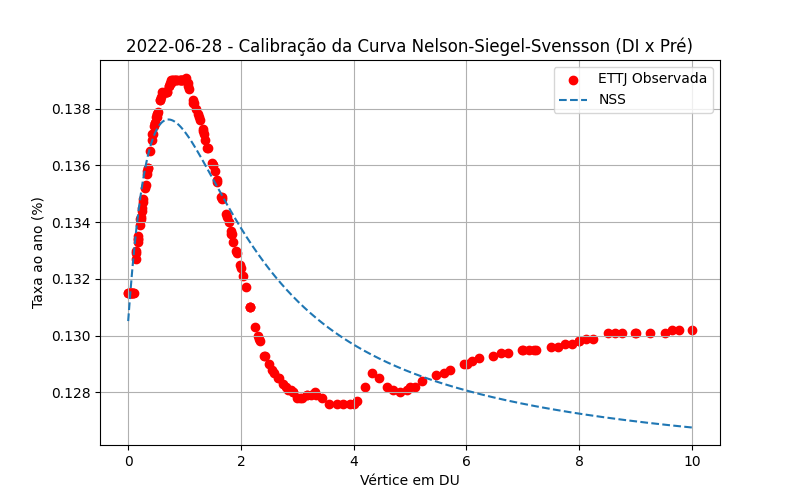 2022-06-28 - Calibração da Curva Nelson-Siegel-Svensson (DI x Pré)
ETTJ Observada
NSS
Taxa ao ano (%)
0.138
0.136
0.134
0.132
0.130
0.128
0 2 4 6 8 10
Vértice em DU